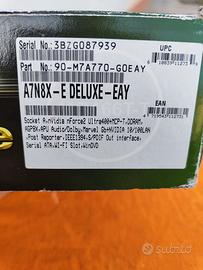 Serial No.: 3BZG087939
UPC
Part No.: 90-M7A770-G0EAY
A7N8X-E DELUXE-EAY
EAN
Socket A,nVidia nForce2 Ultra400+MCP-T,DDRAM,
AGP8X,APU Audio/Dolby,Marvel Gb+NVIDIA 10/100LAN
,Post Reporter,IEEE1394,S/PDIF Out interface,
Serial ATA,Wi-Fi Slot,WinDVD
subito